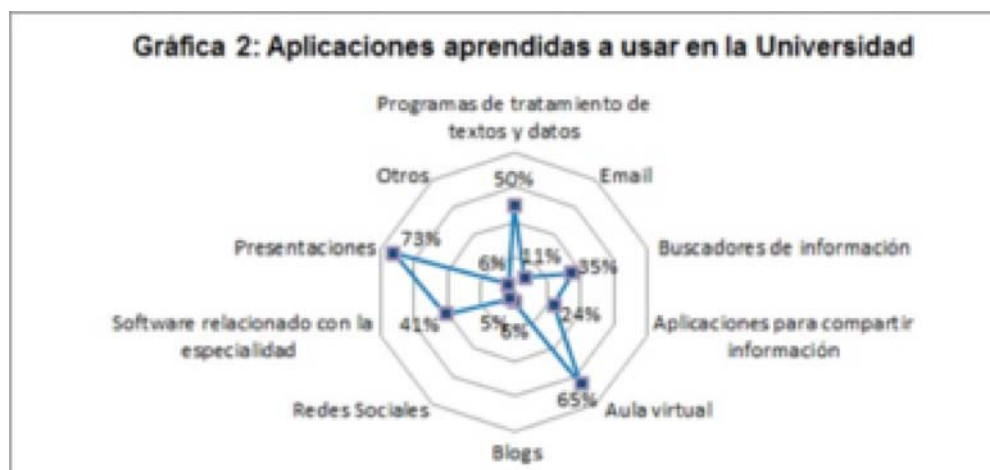 Gráfica 2: Aplicaciones aprendidas a usar en la Universidad
Programas de tratamiento de
textos y datos
Otros
50%
Email
Presentaciones
73%
6%
11%
35%
Buscadores de información
Software relacionado con la
especialidad
41%
5%
6%
24%
Aplicaciones para compartir
información
Redes Sociales
65%
Aula virtual
Blogs